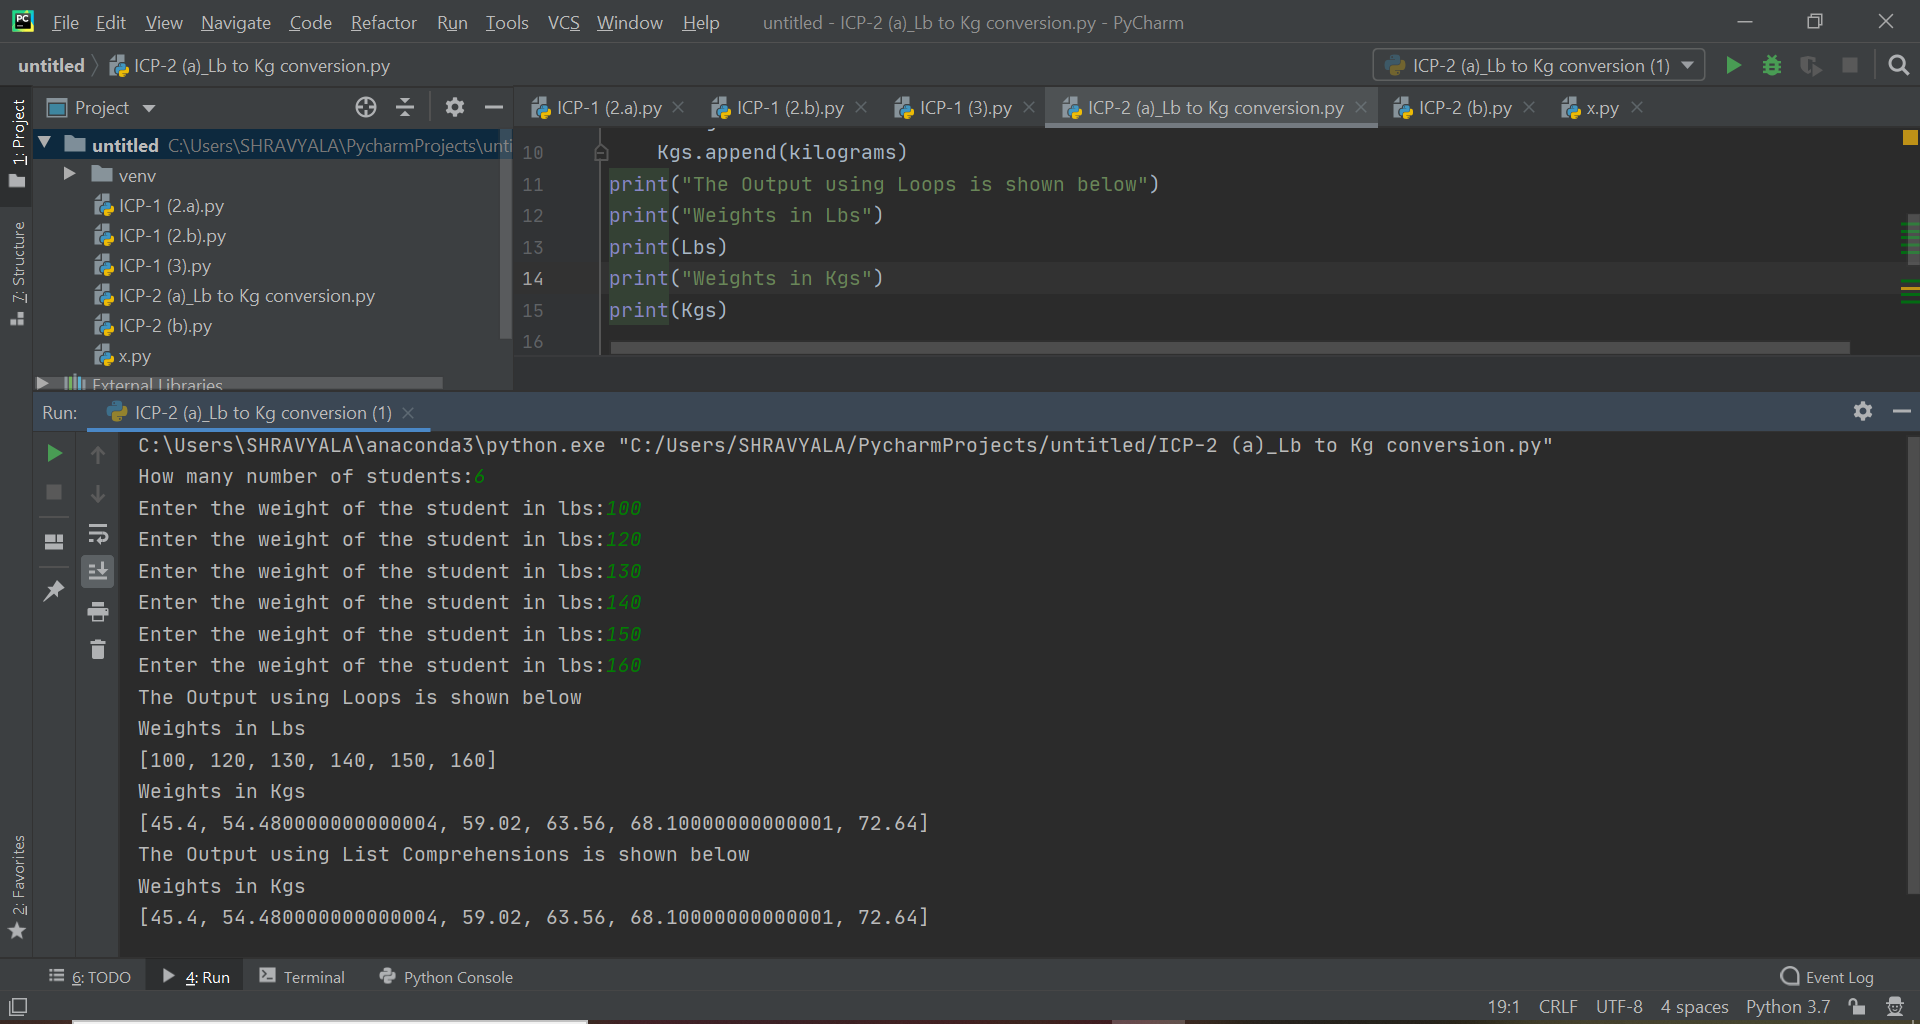 File Edit View Navigate Code Refactor Run Tools VCS Window Help untitled - ICP-2 (a)_Lb to Kg conversion.py - PyCharm
untitled ICP-2 (a)_Lb to Kg conversion.py ICP-2 (a)_Lb to Kg conversion (1)
1: Project
7: Structure
2: Favorites
Project
untitled C:\Users\SHRAVYALA\PycharmProjects\unti
venv
ICP-1 (2.a).py
ICP-1 (2.b).py
ICP-1 (3).py
ICP-2 (a)_Lb to Kg conversion.py
ICP-2 (b).py
x.py
External Libraries
ICP-1 (2.a).py ICP-1 (2.b).py ICP-1 (3).py ICP-2 (a)_Lb to Kg conversion.py ICP-2 (b).py x.py
10 Kgs.append(kilograms)
11 print("The Output using Loops is shown below")
12 print("Weights in Lbs")
13 print(Lbs)
14 print("Weights in Kgs")
15 print(Kgs)
16
Run: ICP-2 (a)_Lb to Kg conversion (1)
C:\Users\SHRAVYALA\anaconda3\python.exe "C:/Users/SHRAVYALA/PycharmProjects/untitled/ICP-2 (a)_Lb to Kg conversion.py"
How many number of students:6
Enter the weight of the student in lbs:100
Enter the weight of the student in lbs:120
Enter the weight of the student in lbs:130
Enter the weight of the student in lbs:140
Enter the weight of the student in lbs:150
Enter the weight of the student in lbs:160
The Output using Loops is shown below
Weights in Lbs
[100, 120, 130, 140, 150, 160]
Weights in Kgs
[45.4, 54.480000000000004, 59.02, 63.56, 68.10000000000001, 72.64]
The Output using List Comprehensions is shown below
Weights in Kgs
[45.4, 54.480000000000004, 59.02, 63.56, 68.10000000000001, 72.64]
6: TODO 4: Run Terminal Python Console Event Log
19:1 CRLF UTF-8 4 spaces Python 3.7